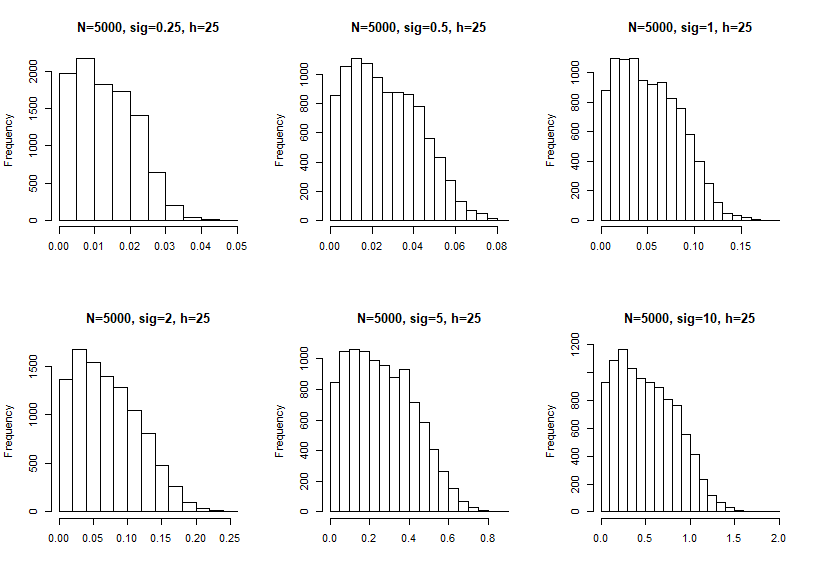 N=5000, sig=0.25, h=25
Frequency
0 500 1000 1500 2000
0.00 0.01 0.02 0.03 0.04 0.05
N=5000, sig=0.5, h=25
Frequency
0 200 400 600 800 1000
0.00 0.02 0.04 0.06 0.08
N=5000, sig=1, h=25
Frequency
0 200 400 600 800 1000
0.00 0.05 0.10 0.15
N=5000, sig=2, h=25
Frequency
0 500 1000 1500
0.00 0.05 0.10 0.15 0.20 0.25
N=5000, sig=5, h=25
Frequency
0 200 400 600 800 1000
0.0 0.2 0.4 0.6 0.8
N=5000, sig=10, h=25
Frequency
0 200 400 600 800 1200
0.0 0.5 1.0 1.5 2.0